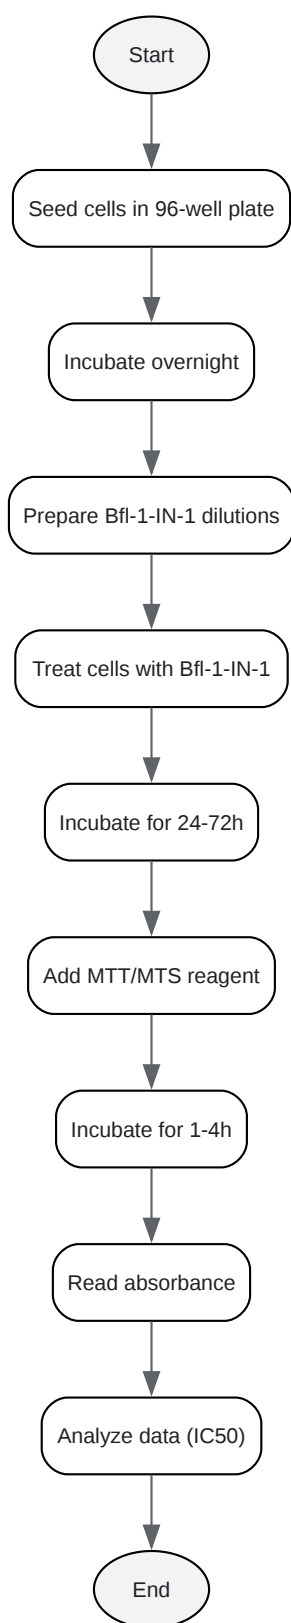 Start
Seed cells in 96-well plate
Incubate overnight
Prepare Bfl-1-IN-1 dilutions
Treat cells with Bfl-1-IN-1
Incubate for 24-72h
Add MTT/MTS reagent
Incubate for 1-4h
Read absorbance
Analyze data (IC50)
End